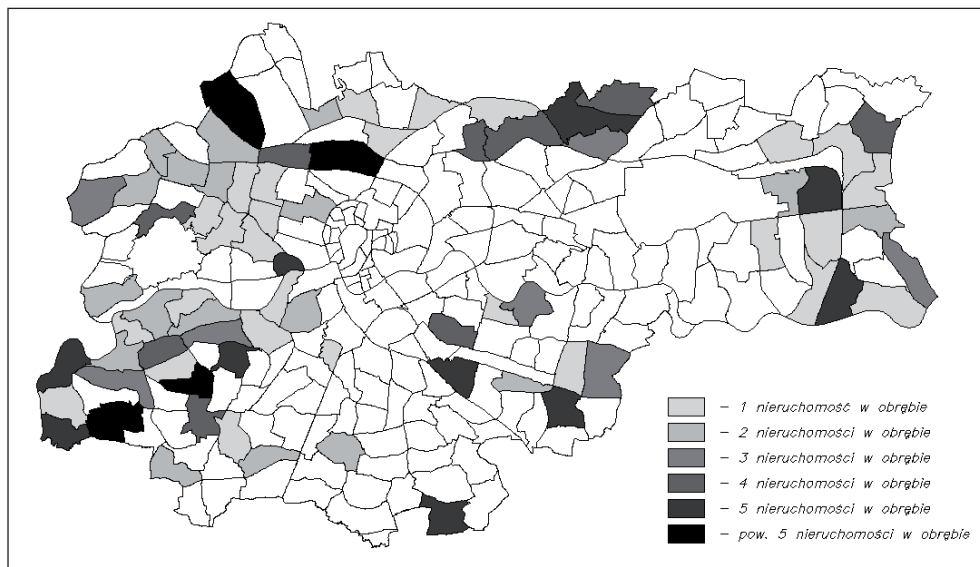 – 1 nieruchomość w obrębie
– 2 nieruchomości w obrębie
– 3 nieruchomości w obrębie
– 4 nieruchomości w obrębie
– 5 nieruchomości w obrębie
– pow. 5 nieruchomości w obrębie